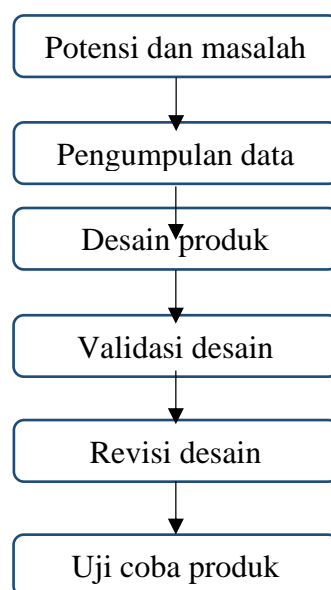 Potensi dan masalah
Pengumpulan data
Desain produk
Validasi desain
Revisi desain
Uji coba produk